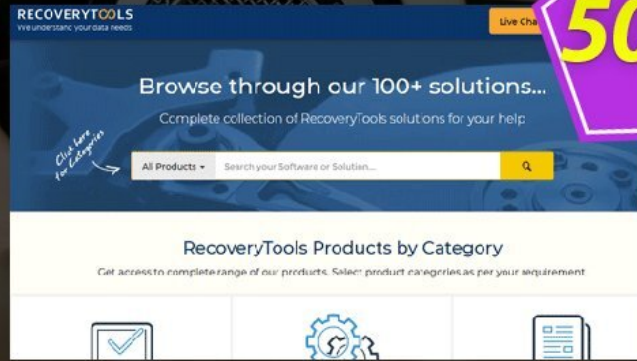 RECOVERYTOOLS
We understand your data needs
Live Cha
50
Browse through our 100+ solutions...
Complete collection of RecoveryTools solutions for your help
Click here
for Categories
All Products
Search your Software or Solution...
RecoveryTools Products by Category
Get access to complete range of our products. Select product categories as per your requirement